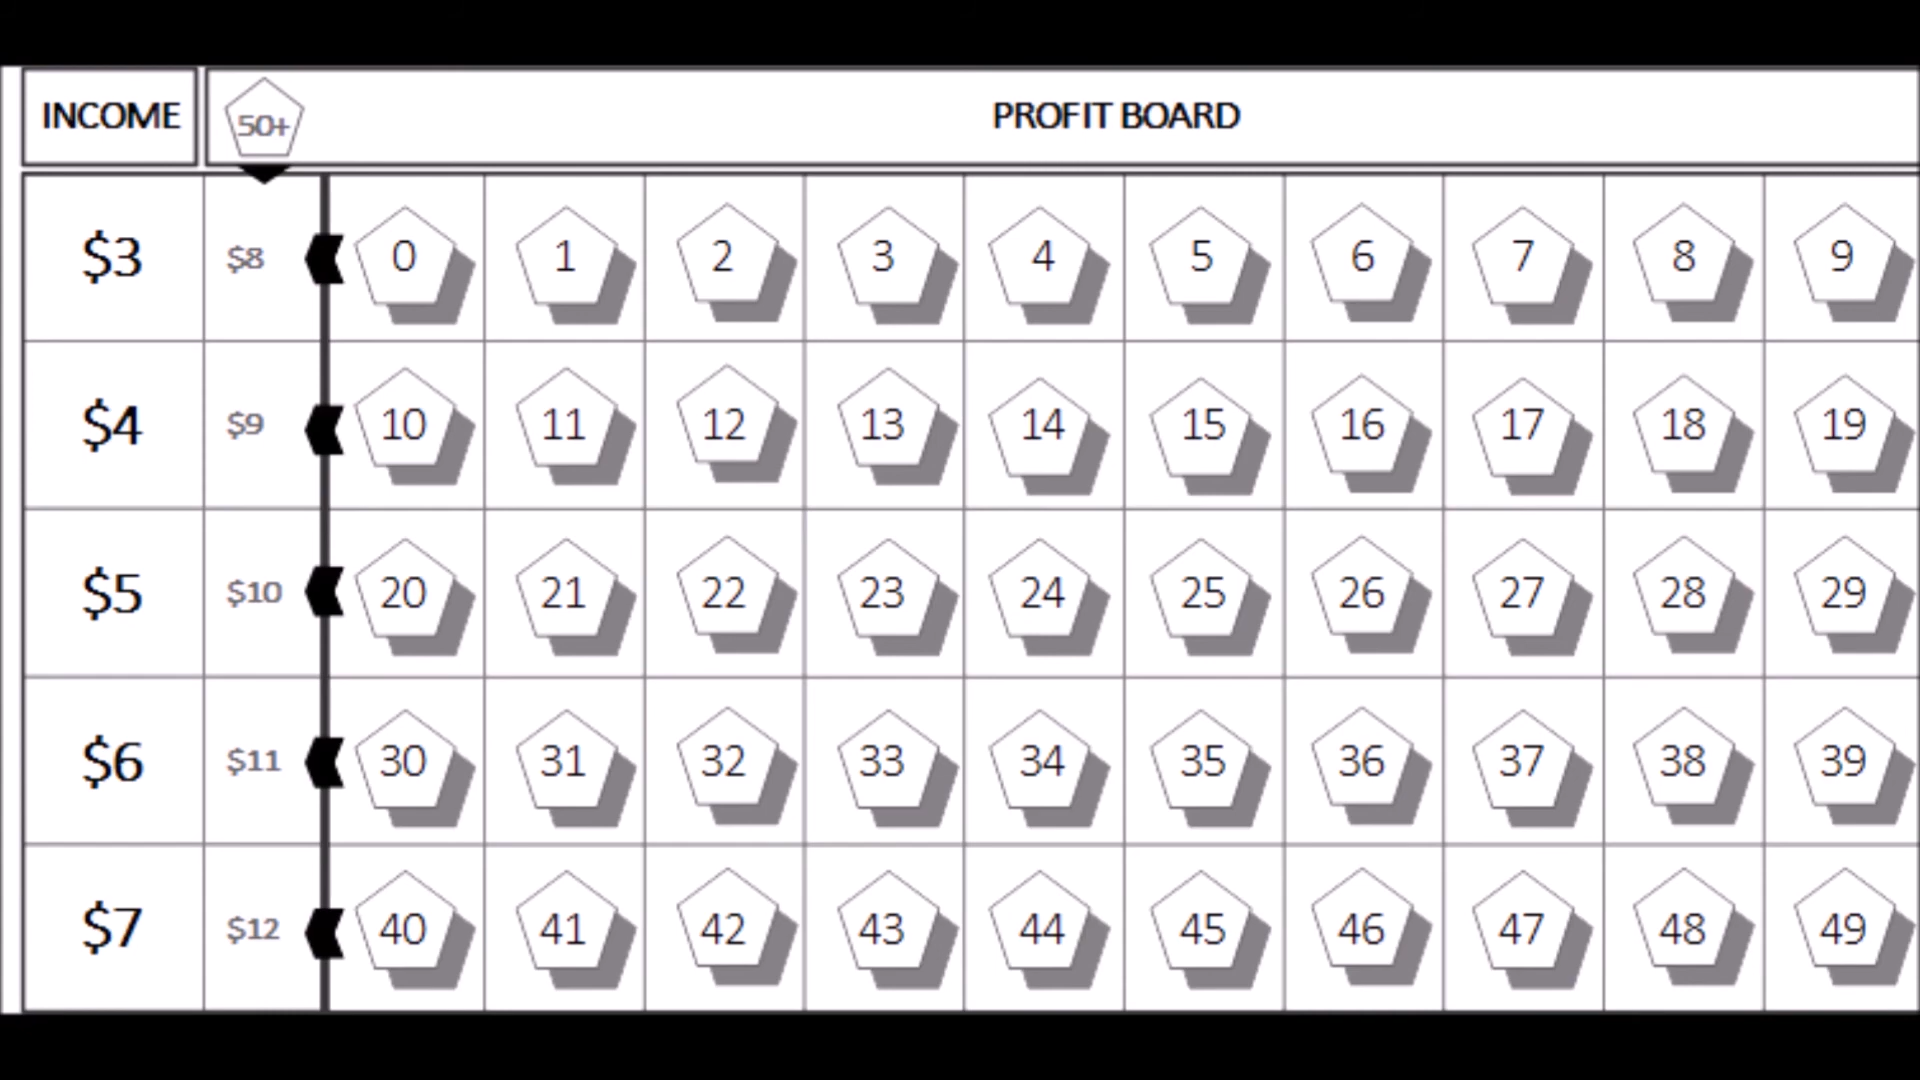 INCOME 50+ PROFIT BOARD
$3 $8 0 1 2 3 4 5 6 7 8 9
$4 $9 10 11 12 13 14 15 16 17 18 19
$5 $10 20 21 22 23 24 25 26 27 28 29
$6 $11 30 31 32 33 34 35 36 37 38 39
$7 $12 40 41 42 43 44 45 46 47 48 49